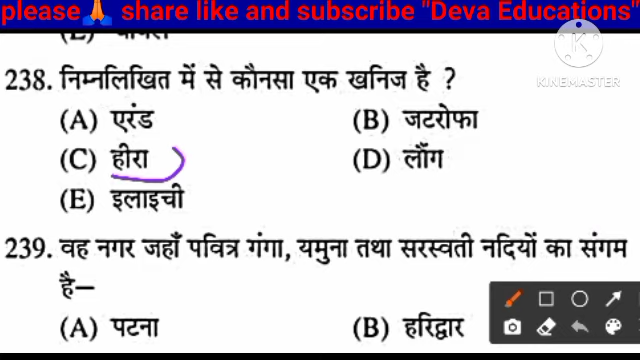 please🙏 share like and subscribe "Deva Educations"
238. निम्नलिखित में से कौनसा एक खनिज है ?
(A) एरंड (B) जटरोफा
(C) हीरा (D) लौंग
(E) इलाइची
239. वह नगर जहाँ पवित्र गंगा, यमुना तथा सरस्वती नदियों का संगम
है—
(A) पटना (B) हरिद्वार
KINEMASTER